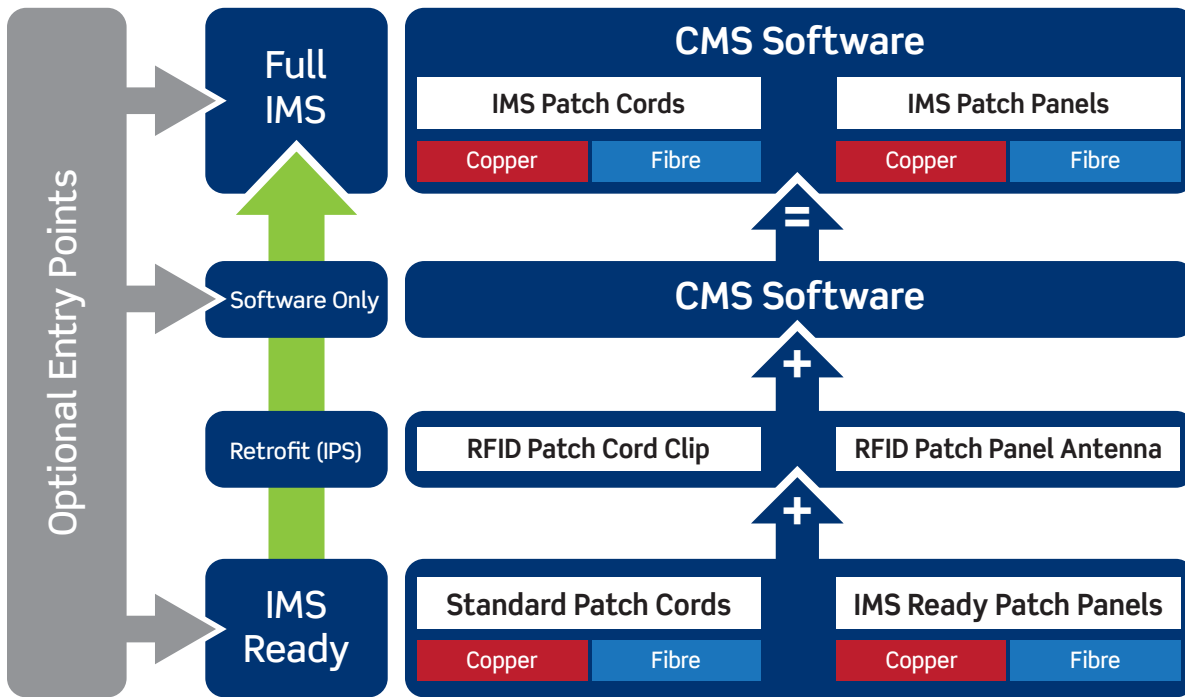 Optional Entry Points
Full
IMS
CMS Software
IMS Patch Cords
IMS Patch Panels
Copper
Fibre
Copper
Fibre
=
Software Only
CMS Software
+
Retrofit (IPS)
RFID Patch Cord Clip
RFID Patch Panel Antenna
+
IMS
Ready
Standard Patch Cords
IMS Ready Patch Panels
Copper
Fibre
Copper
Fibre